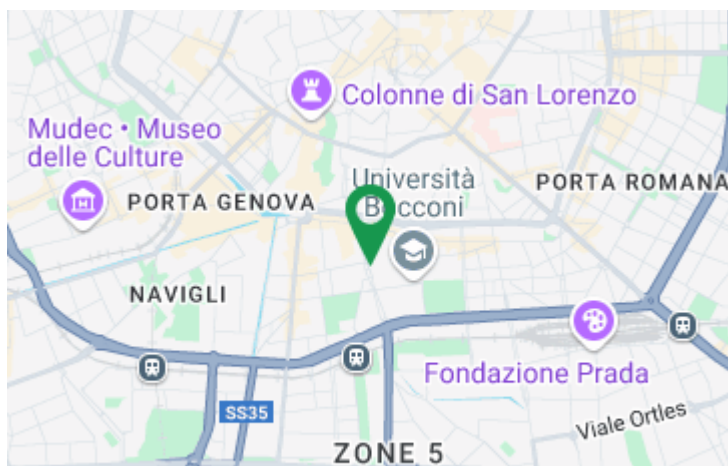 Colonne di San Lorenzo
Mudec • Museo
delle Culture
Università
Bocconi
PORTA ROMANA
PORTA GENOVA
NAVIGLI
Fondazione Prada
SS35
Viale Ortles
ZONE 5